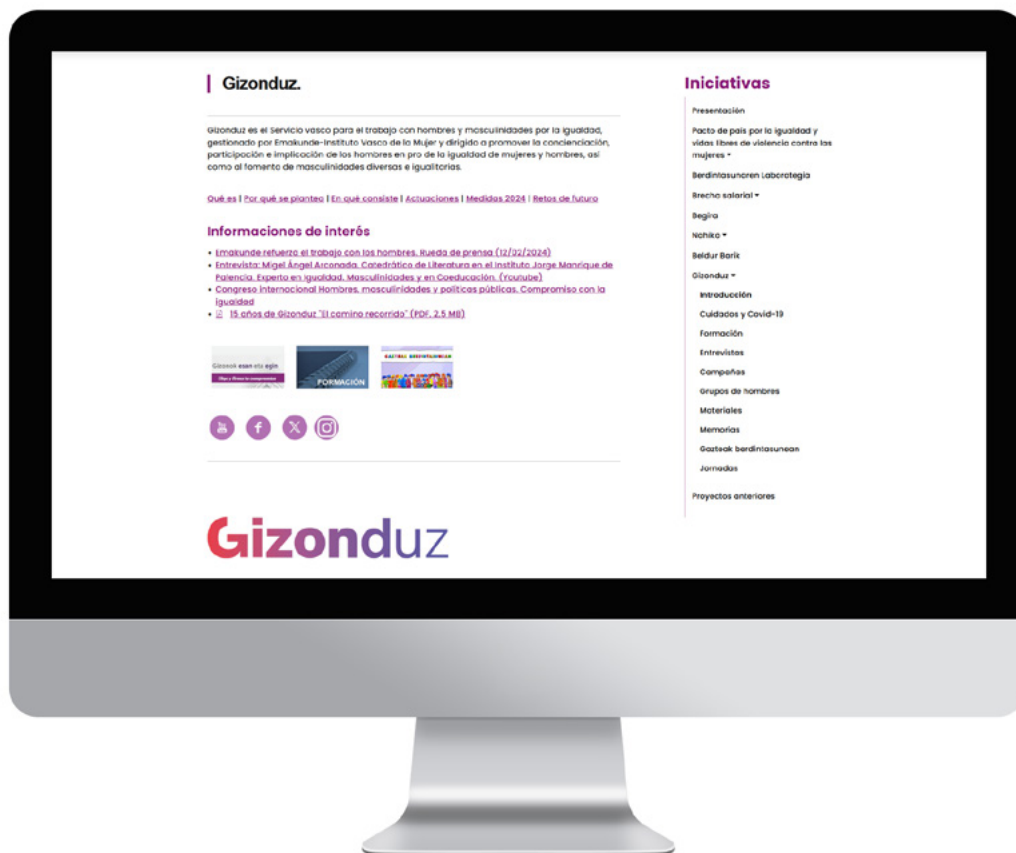 Gizonduz.
Gizonduz es el Servicio vasco para el trabajo con hombres y masculinidades por la igualdad,
gestionado por Emakunde-Instituto Vasco de la Mujer y dirigido a promover la concienciación,
participación e implicación de los hombres en pro de la igualdad de mujeres y hombres, así
como al fomento de masculinidades diversas e igualitarias.
Qué es | Por qué se plantea | En qué consiste | Actuaciones | Medidas 2024 | Retos de futuro
Informaciones de interés
• Emakunde refuerza el trabajo con los hombres. Rueda de prensa (12/02/2024)
• Entrevista: Migel Ángel Arconada. Catedrático de Literatura en el Instituto Jorge Manrique de
Palencia. Experto en Igualdad, Masculinidades y en Coeducación. (Youtube)
• Congreso internacional Hombres, masculinidades y políticas públicas. Compromiso con la
igualdad
• 15 años de Gizonduz "El camino recorrido" (PDF, 2,5 MB)
Gizonok esan eta egin
FORMACIÓN
GAZTEAK BERDINTASUNEAN
Gizonduz
Iniciativas
Presentación
Pacto de país por la igualdad y
vidas libres de violencia contra las
mujeres
Berdintasunaren Laborategia
Brecha salarial
Begira
Nahiko
Beldur Barik
Gizonduz
Introducción
Cuidados y Covid-19
Formación
Entrevistas
Campañas
Grupos de hombres
Materiales
Memorias
Gazteak berdintasunean
Jornadas
Proyectos anteriores